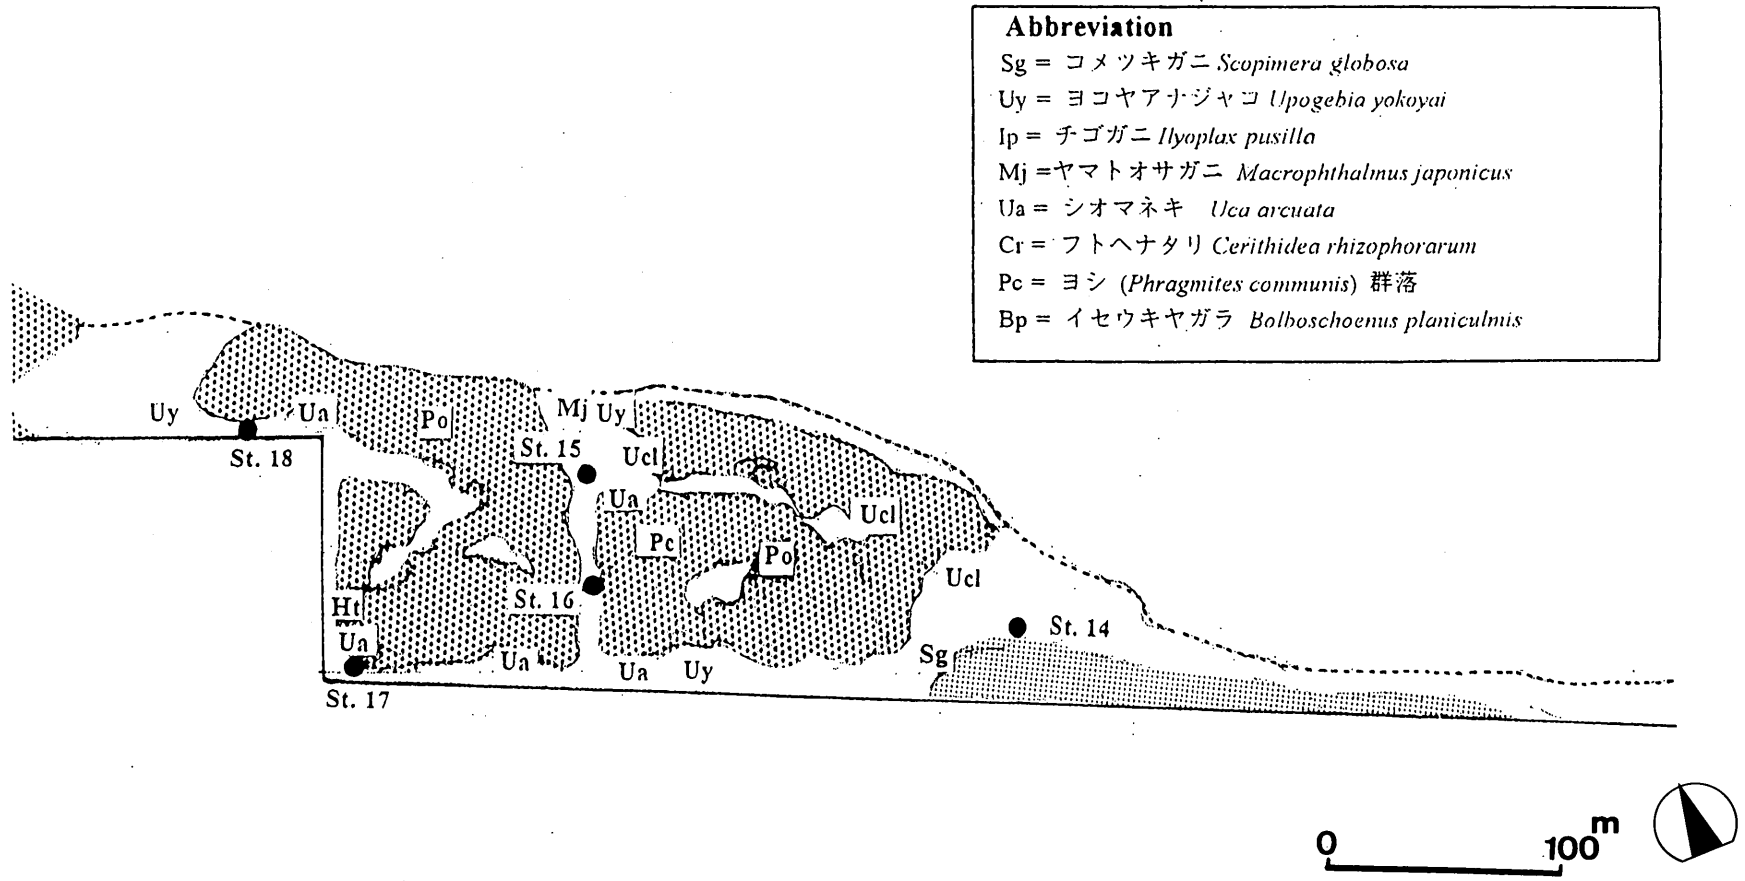 Abbreviation
Sg = コメツキガニ Scopimera globosa
Uy = ヨコヤアナジャコ Upogebia yokoyai
Ip = チゴガニ Ilyoplax pusilla
Mj =ヤマトオサガニ Macrophthalmus japonicus
Ua = シオマネキ Uca arcuata
Cr = フトヘナタリ Cerithidea rhizophorarum
Pc = ヨシ (Phragmites communis) 群落
Bp = イセウキヤガラ Bolboschoenus planiculmis
Uy
Ua
Po
Mj Uy
St. 18
St. 15
Ucl
Ua
Ucl
Pc
Po
Ucl
St. 16
Ht
Ua
St. 14
Sg
Ua
Ua Uy
St. 17
0 100 m